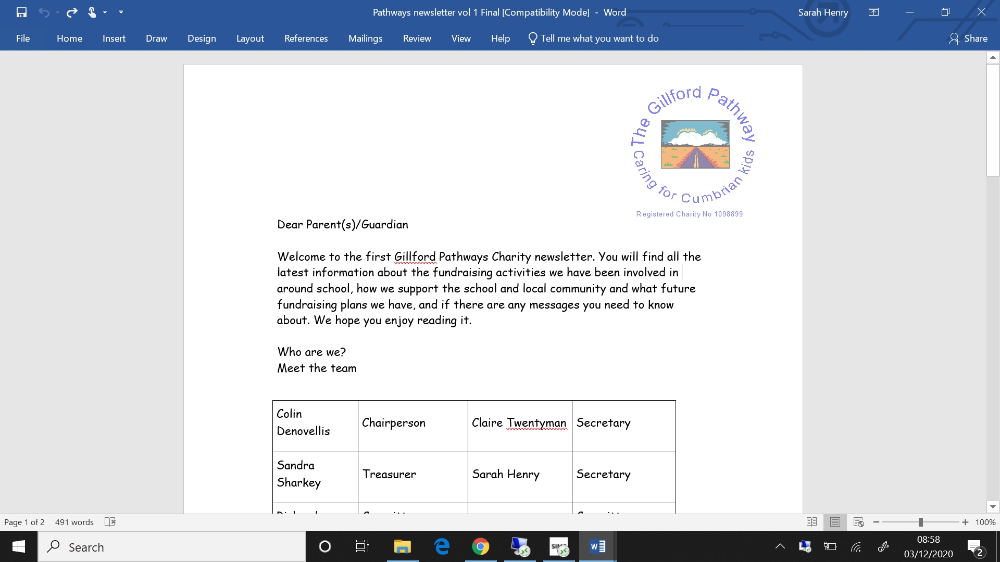 Pathways newsletter vol 1 Final [Compatibility Mode] - Word
Sarah Henry
File Home Insert Draw Design Layout References Mailings Review View Help Tell me what you want to do Share
The Gillford Pathway
Caring for Cumbrian kids
Registered Charity No 1098899
Dear Parent(s)/Guardian
Welcome to the first Gillford Pathways Charity newsletter. You will find all the
latest information about the fundraising activities we have been involved in
around school, how we support the school and local community and what future
fundraising plans we have, and if there are any messages you need to know
about. We hope you enjoy reading it.
Who are we?
Meet the team
Colin
Denovellis
Chairperson
Claire Twentyman
Secretary
Sandra
Sharkey
Treasurer
Sarah Henry
Secretary
Page 1 of 2 491 words
100%
Search
SIMS
08:58
03/12/2020
2